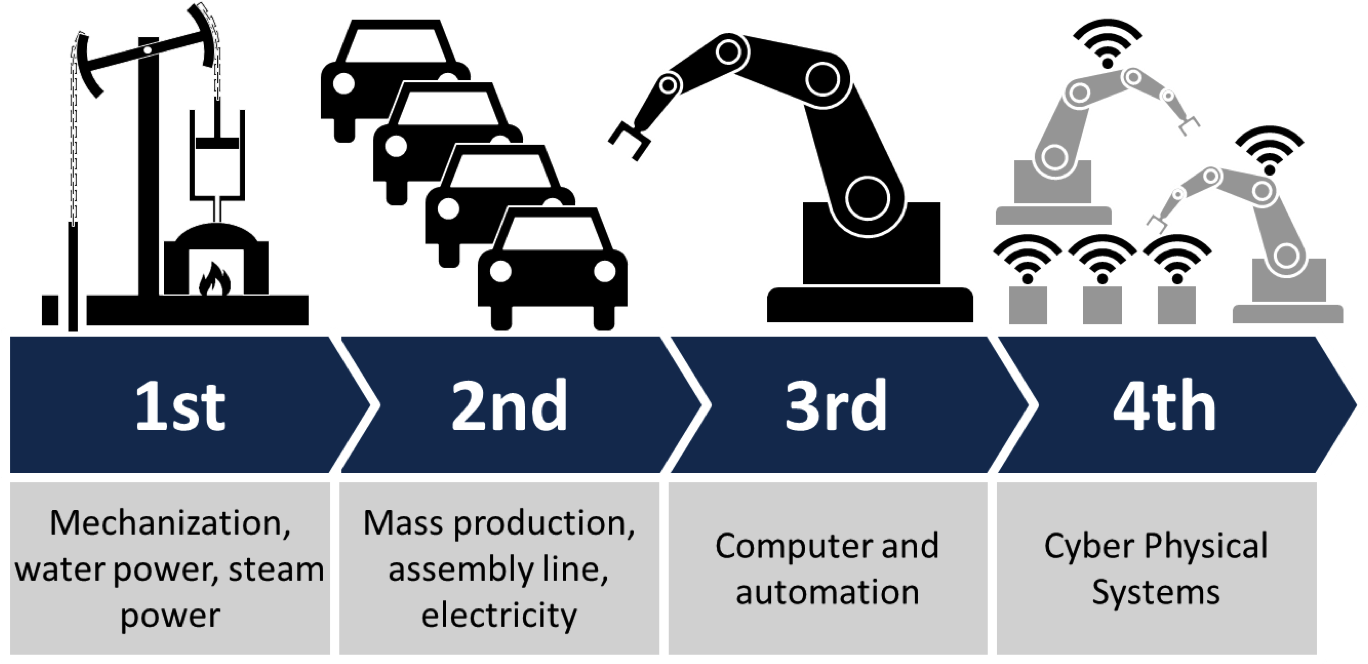 1st
2nd
3rd
4th
Mechanization,
water power, steam
power
Mass production,
assembly line,
electricity
Computer and
automation
Cyber Physical
Systems